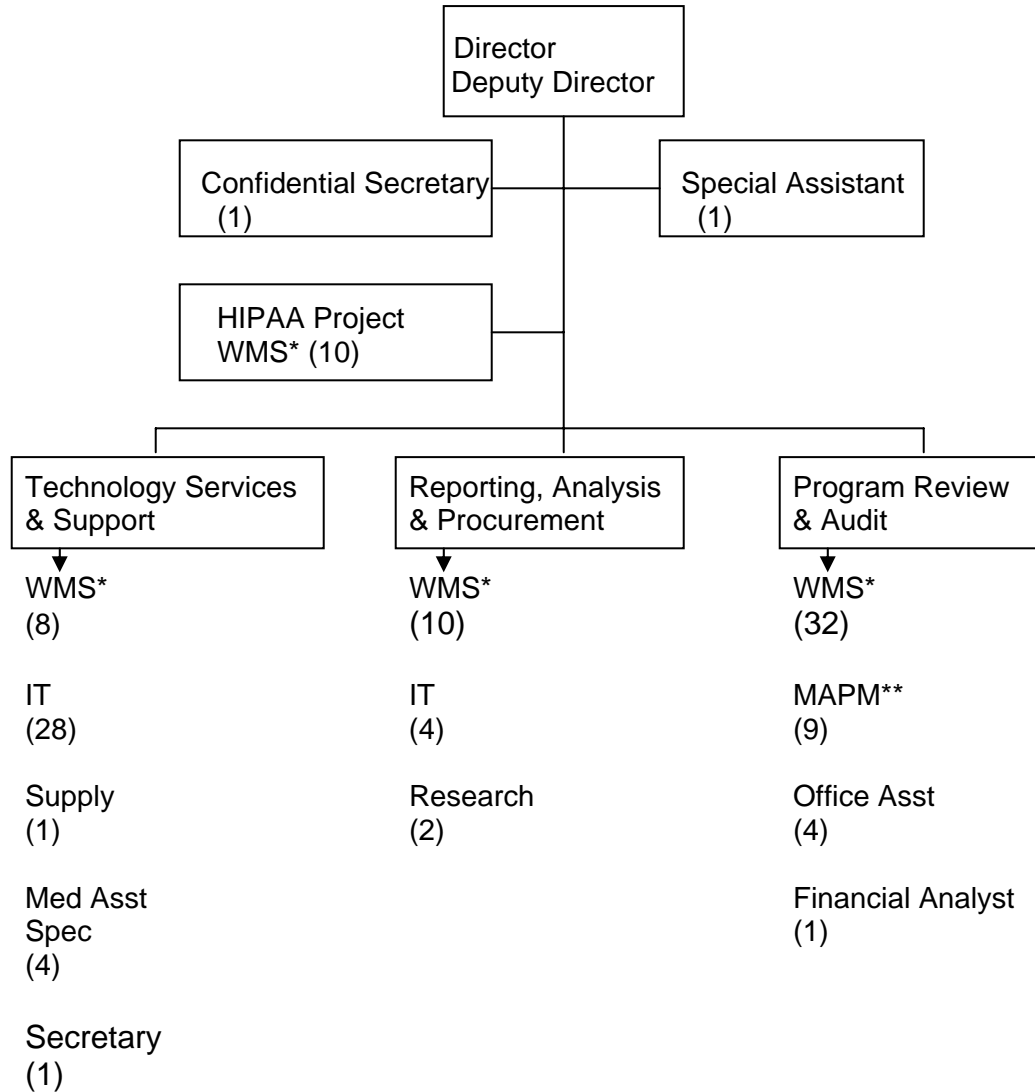 Director
Deputy Director
Confidential Secretary
(1)
Special Assistant
(1)
HIPAA Project
WMS* (10)
Technology Services
& Support
WMS*
(8)
IT
(28)
Supply
(1)
Med Asst
Spec
(4)
Secretary
(1)
Reporting, Analysis
& Procurement
WMS*
(10)
IT
(4)
Research
(2)
Program Review
& Audit
WMS*
(32)
MAPM**
(9)
Office Asst
(4)
Financial Analyst
(1)